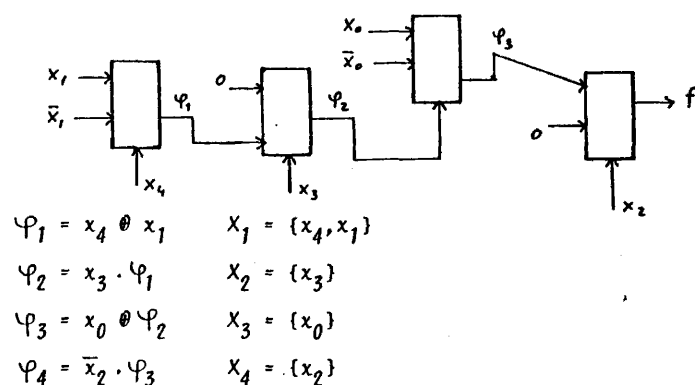 x₀
x̄₀
φ₃
x₁
x̄₁
φ₁
0
φ₂
f
0
x₄
x₃
x₂
φ₁ = x₄ ⊕ x₁ X₁ = {x₄, x₁}
φ₂ = x₃ . φ₁ X₂ = {x₃}
φ₃ = x₀ ⊕ φ₂ X₃ = {x₀}
φ₄ = x̄₂ . φ₃ X₄ = {x₂}